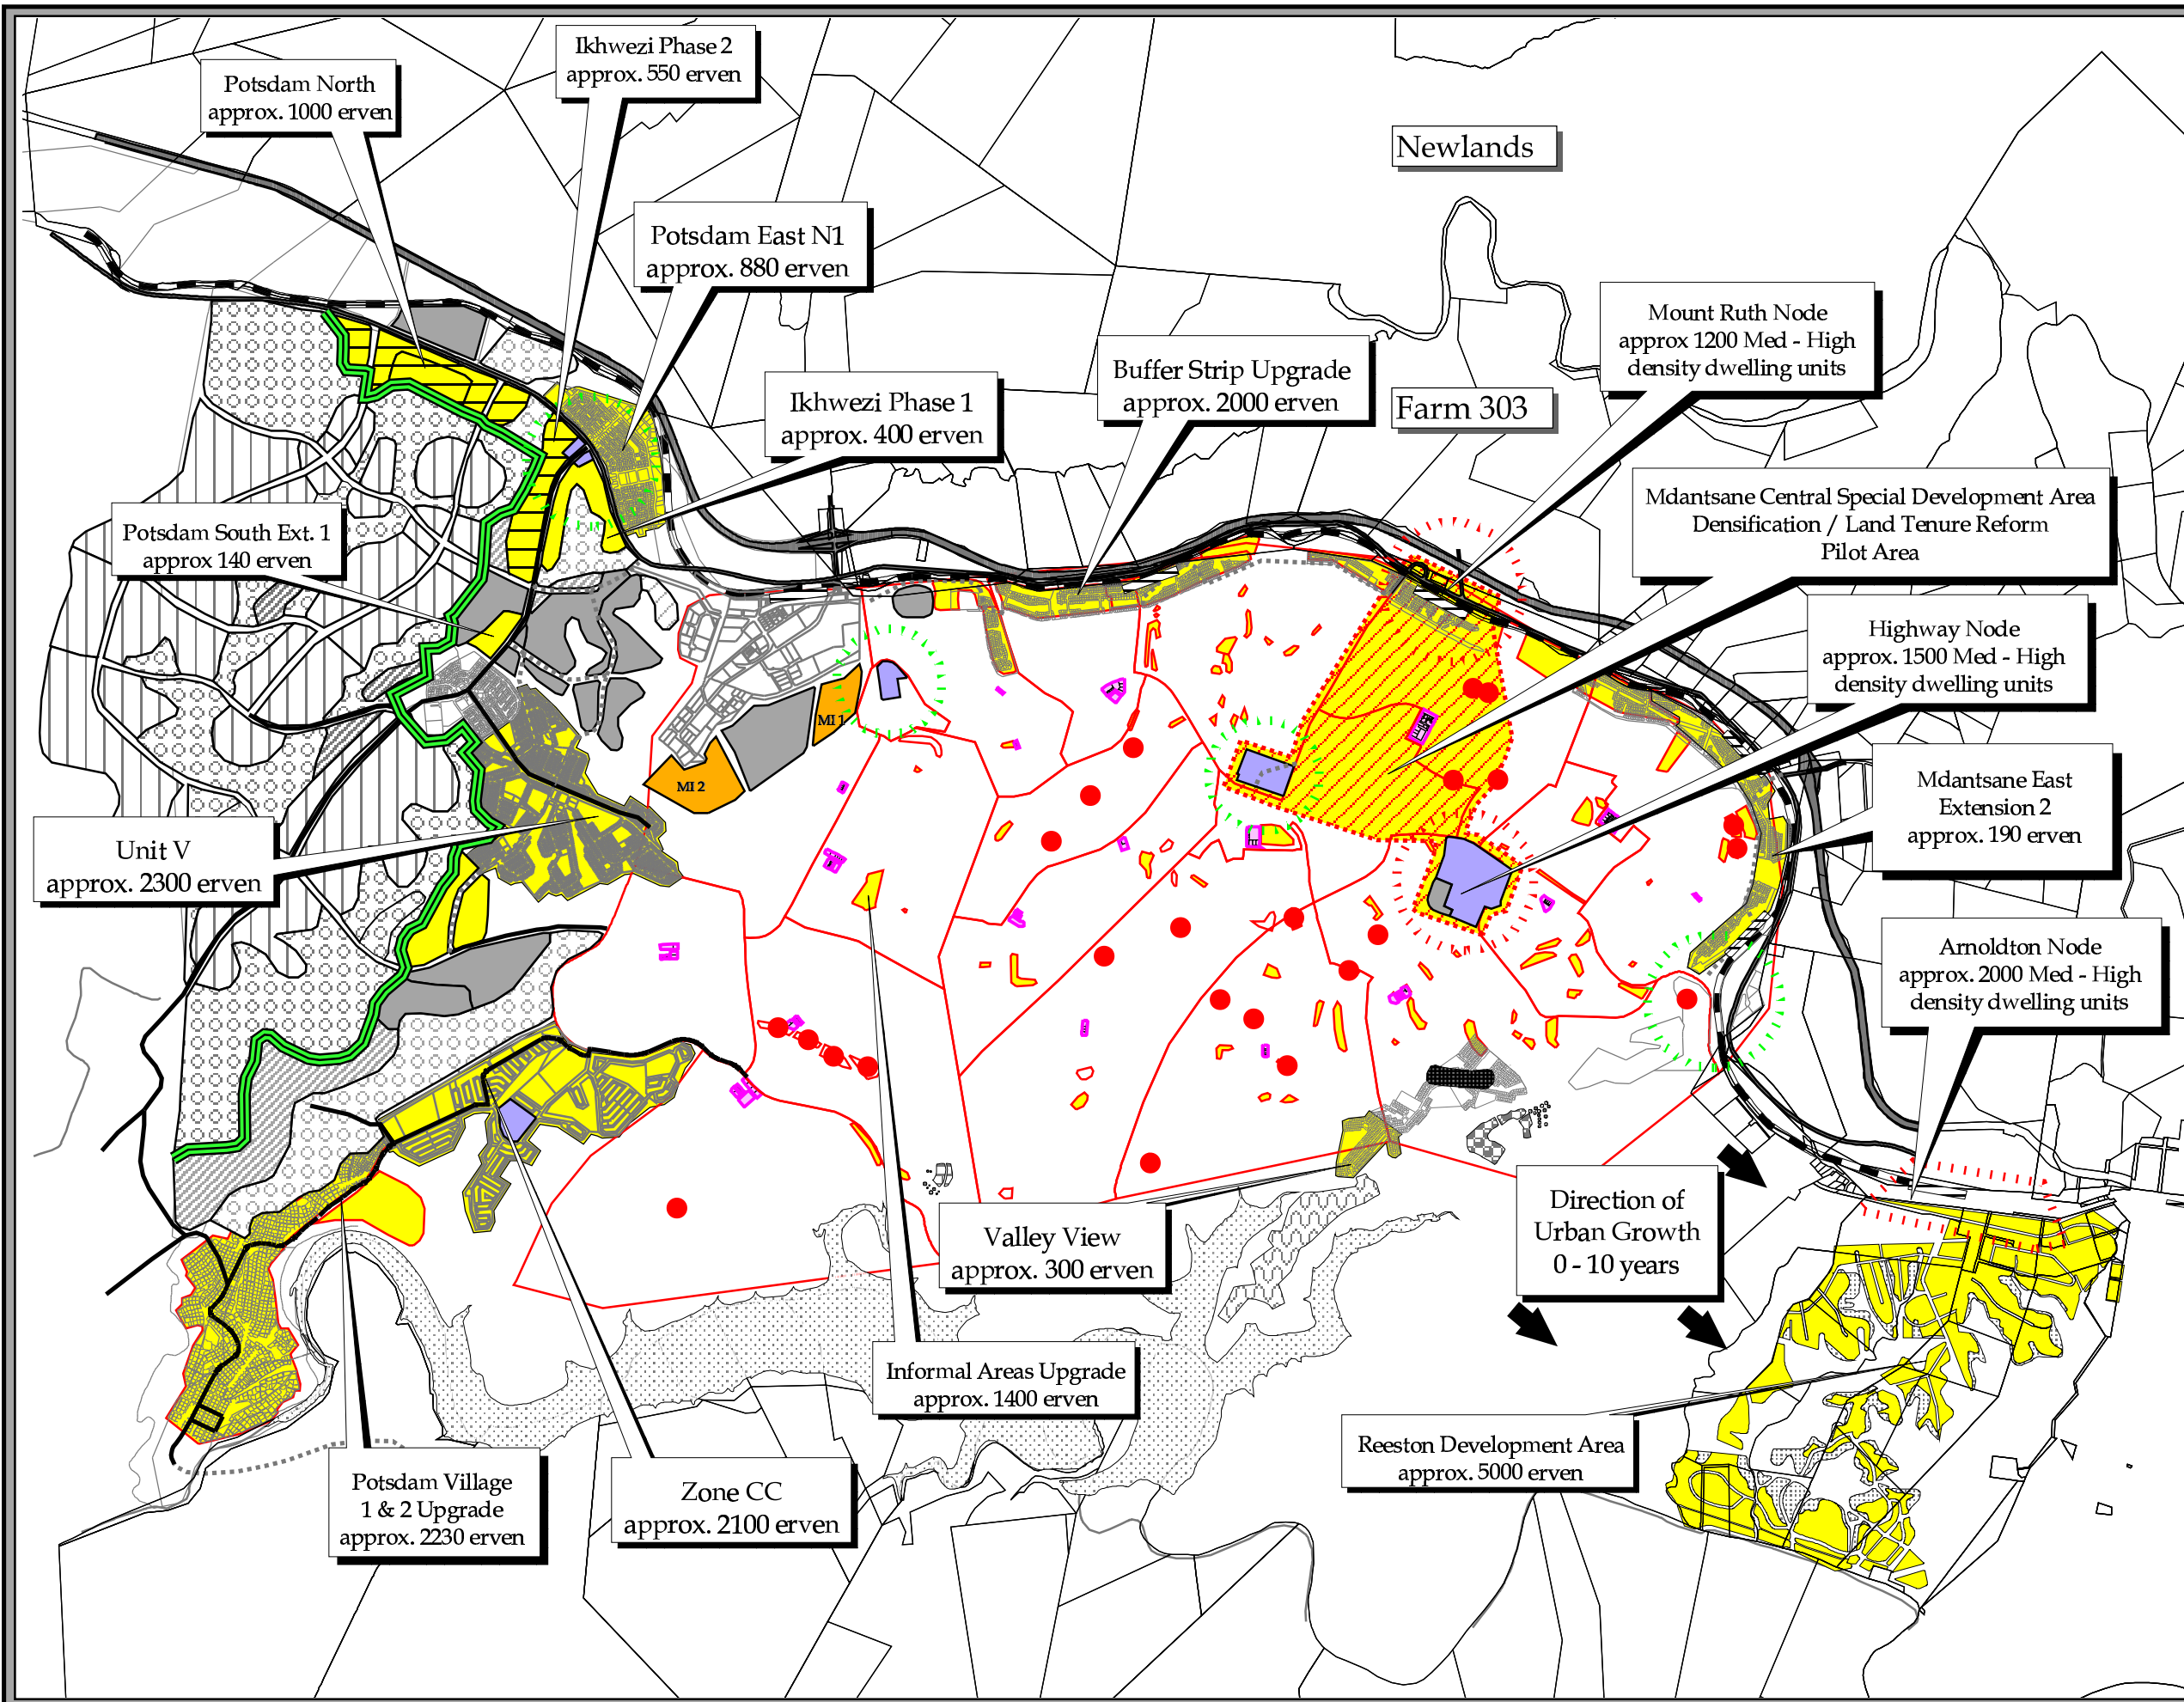 Ikhwezi Phase 2
approx. 550 erven
Potsdam North
approx. 1000 erven
Newlands
Potsdam East N1
approx. 880 erven
Mount Ruth Node
approx 1200 Med - High
density dwelling units
Buffer Strip Upgrade
approx. 2000 erven
Ikhwezi Phase 1
approx. 400 erven
Farm 303
Mdantsane Central Special Development Area
Densification / Land Tenure Reform
Pilot Area
Potsdam South Ext. 1
approx 140 erven
Highway Node
approx. 1500 Med - High
density dwelling units
MI 1
MI 2
Mdantsane East
Extension 2
approx. 190 erven
Unit V
approx. 2300 erven
Arnoldton Node
approx. 2000 Med - High
density dwelling units
Direction of
Urban Growth
0 - 10 years
Valley View
approx. 300 erven
Informal Areas Upgrade
approx. 1400 erven
Reeston Development Area
approx. 5000 erven
Potsdam Village
1 & 2 Upgrade
approx. 2230 erven
Zone CC
approx. 2100 erven